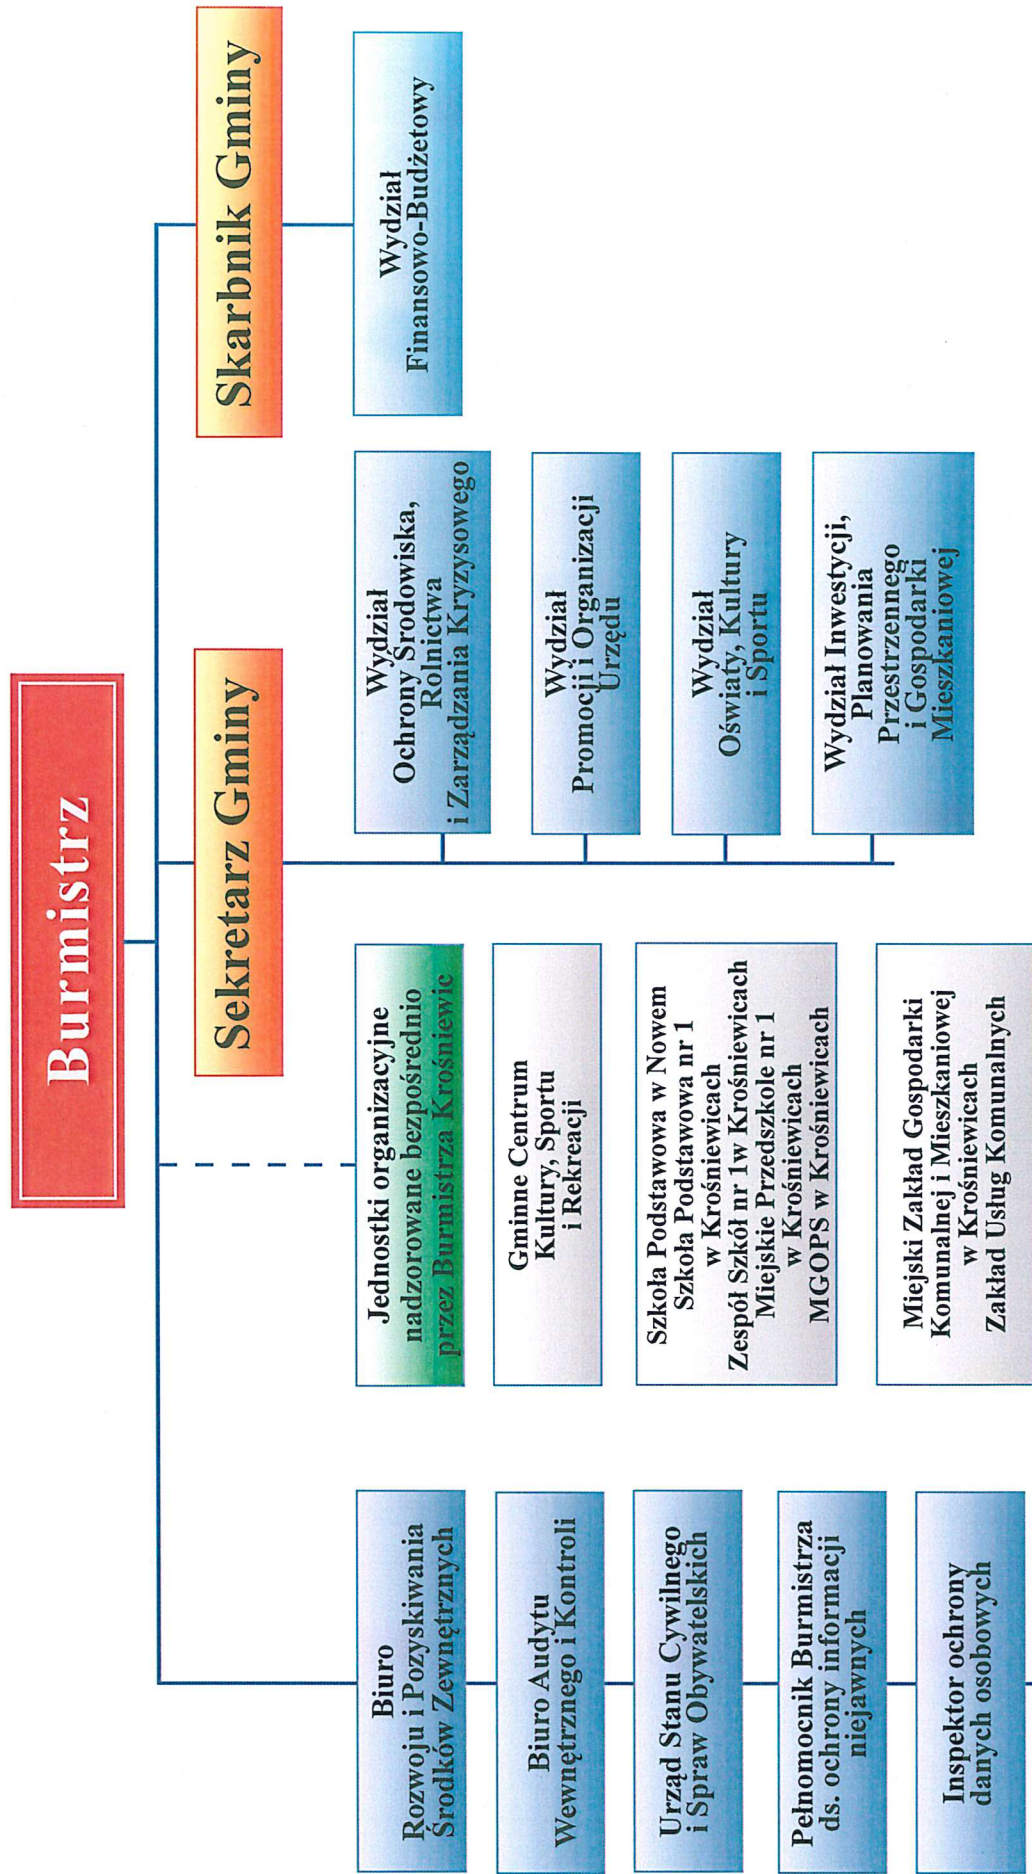 Burmistrz
Sekretarz Gminy
Skarbnik Gminy
Biuro
Rozwoju i Pozyskiwania
Środków Zewnętrznych
Biuro Audytu
Wewnętrznego i Kontroli
Urząd Stanu Cywilnego
i Spraw Obywatelskich
Pełnomocnik Burmistrza
ds. ochrony informacji
niejawnych
Inspektor ochrony
danych osobowych
Jednostki organizacyjne
nadzorowane bezpośrednio
przez Burmistrza Krośniewic
Gminne Centrum
Kultury, Sportu
i Rekreacji
Szkoła Podstawowa w Nowem
Szkoła Podstawowa nr 1
w Krośniewicach
Zespół Szkół nr 1w Krośniewicach
Miejskie Przedszkole nr 1
w Krośniewicach
MGOPS w Krośniewicach
Miejski Zakład Gospodarki
Komunalnej i Mieszkaniowej
w Krośniewicach
Zakład Usług Komunalnych
Wydział
Ochrony Środowiska,
Rolnictwa
i Zarządzania Kryzysowego
Wydział
Promocji i Organizacji
Urzędu
Wydział
Oświaty, Kultury
i Sportu
Wydział Inwestycji,
Planowania
Przestrzennego
i Gospodarki
Mieszkaniowej
Wydział
Finansowo-Budżetowy